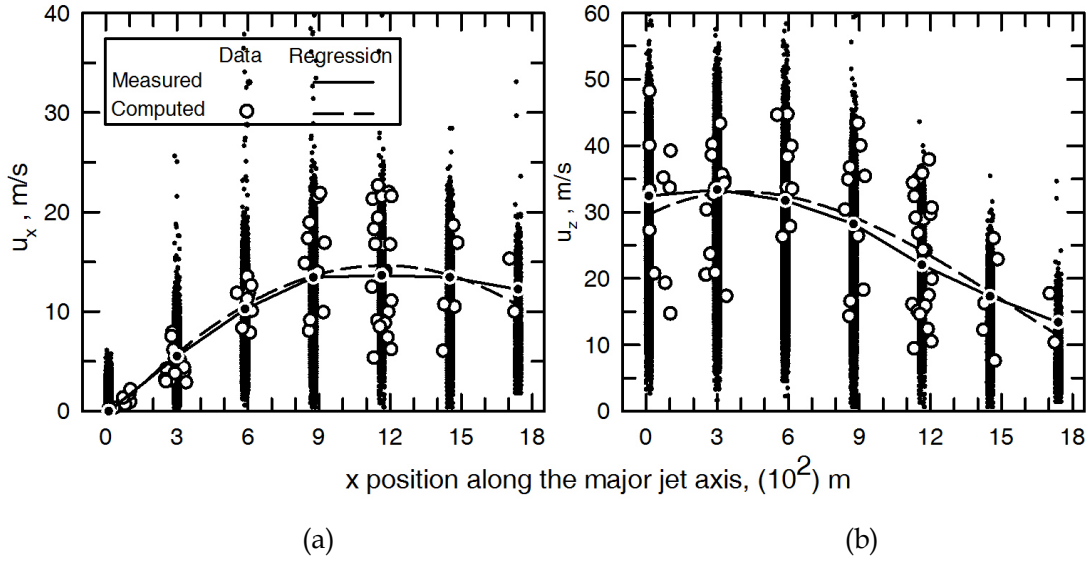 40
30
20
10
0
u_x , m/s
Data Regression
Measured
Computed
0 3 6 9 12 15 18
60
50
40
30
20
10
0
u_z , m/s
0 3 6 9 12 15 18
x position along the major jet axis, (10^2) m
(a) (b)